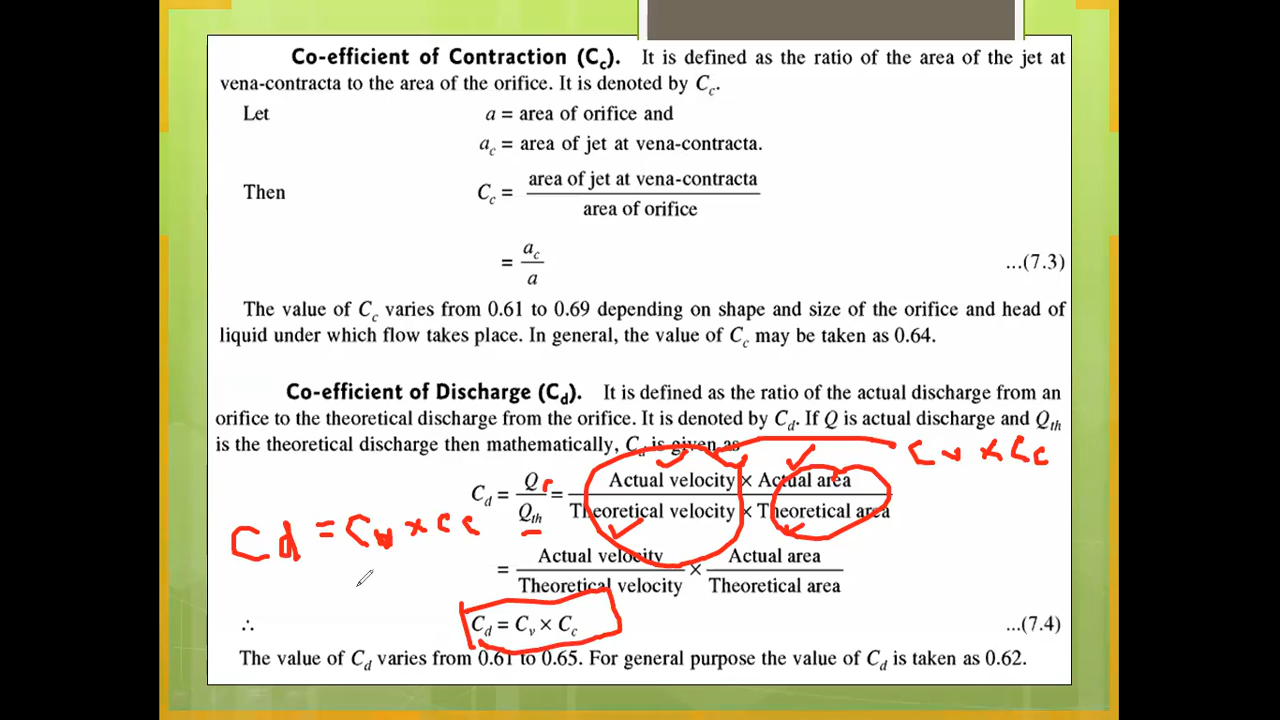 Co-efficient of Contraction (Cc). It is defined as the ratio of the area of the jet at
vena-contracta to the area of the orifice. It is denoted by Cc.
Let a = area of orifice and
ac = area of jet at vena-contracta.
Then Cc = area of jet at vena-contracta / area of orifice
= ac / a ...(7.3)
The value of Cc varies from 0.61 to 0.69 depending on shape and size of the orifice and head of
liquid under which flow takes place. In general, the value of Cc may be taken as 0.64.
Co-efficient of Discharge (Cd). It is defined as the ratio of the actual discharge from an
orifice to the theoretical discharge from the orifice. It is denoted by Cd. If Q is actual discharge and Qth
is the theoretical discharge then mathematically, Cd is given as
Cv × Cc
Cd = Q / Qth = Actual velocity × Actual area / Theoretical velocity × Theoretical area
Cd = Cv × Cc
= Actual velocity / Theoretical velocity × Actual area / Theoretical area
∴ Cd = Cv × Cc ...(7.4)
The value of Cd varies from 0.61 to 0.65. For general purpose the value of Cd is taken as 0.62.